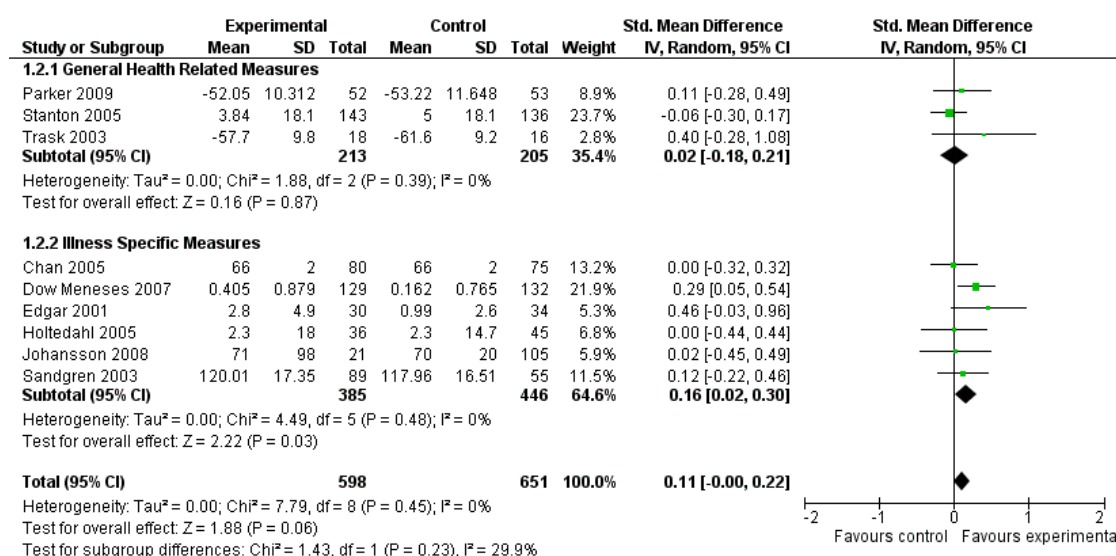 Experimental Control Std. Mean Difference Std. Mean Difference
Study or Subgroup Mean SD Total Mean SD Total Weight IV, Random, 95% CI IV, Random, 95% CI
1.2.1 General Health Related Measures
Parker 2009 -52.05 10.312 52 -53.22 11.648 53 8.9% 0.11 [-0.28, 0.49]
Stanton 2005 3.84 18.1 143 5 18.1 136 23.7% -0.06 [-0.30, 0.17]
Trask 2003 -57.7 9.8 18 -61.6 9.2 16 2.8% 0.40 [-0.28, 1.08]
Subtotal (95% CI) 213 205 35.4% 0.02 [-0.18, 0.21]
Heterogeneity: Tau² = 0.00; Chi² = 1.88, df = 2 (P = 0.39); I² = 0%
Test for overall effect: Z = 0.16 (P = 0.87)
1.2.2 Illness Specific Measures
Chan 2005 66 2 80 66 2 75 13.2% 0.00 [-0.32, 0.32]
Dow Meneses 2007 0.405 0.879 129 0.162 0.765 132 21.9% 0.29 [0.05, 0.54]
Edgar 2001 2.8 4.9 30 0.99 2.6 34 5.3% 0.46 [-0.03, 0.96]
Holtedahl 2005 2.3 18 36 2.3 14.7 45 6.8% 0.00 [-0.44, 0.44]
Johansson 2008 71 98 21 70 20 105 5.9% 0.02 [-0.45, 0.49]
Sandgren 2003 120.01 17.35 89 117.96 16.51 55 11.5% 0.12 [-0.22, 0.46]
Subtotal (95% CI) 385 446 64.6% 0.16 [0.02, 0.30]
Heterogeneity: Tau² = 0.00; Chi² = 4.49, df = 5 (P = 0.48); I² = 0%
Test for overall effect: Z = 2.22 (P = 0.03)
Total (95% CI) 598 651 100.0% 0.11 [-0.00, 0.22]
Heterogeneity: Tau² = 0.00; Chi² = 7.79, df = 8 (P = 0.45); I² = 0%
Test for overall effect: Z = 1.88 (P = 0.06)
Test for subgroup differences: Chi² = 1.43, df = 1 (P = 0.23), I² = 29.9%
-2 -1 0 1 2
Favours control Favours experimenta